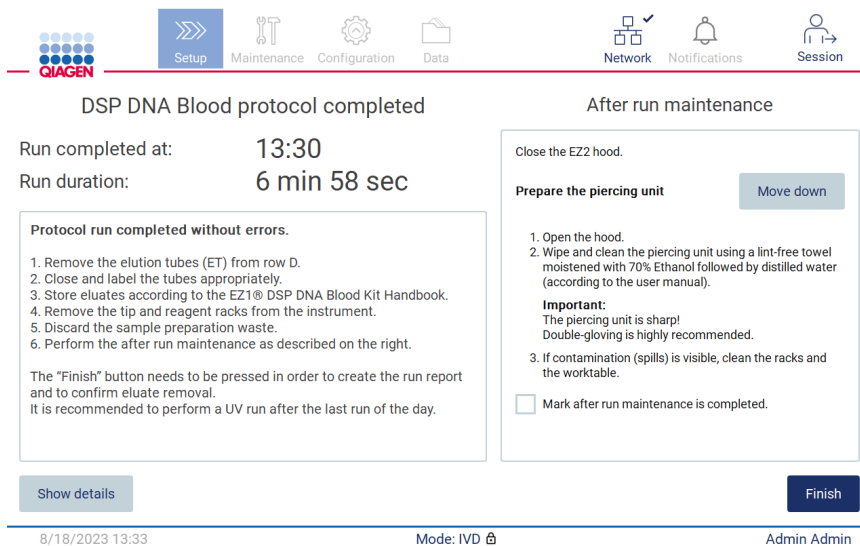 QIAGEN
Setup
Maintenance
Configuration
Data
Network
Notifications
Session
DSP DNA Blood protocol completed
Run completed at: 13:30
Run duration: 6 min 58 sec
Protocol run completed without errors.
1. Remove the elution tubes (ET) from row D.
2. Close and label the tubes appropriately.
3. Store eluates according to the EZ1® DSP DNA Blood Kit Handbook.
4. Remove the tip and reagent racks from the instrument.
5. Discard the sample preparation waste.
6. Perform the after run maintenance as described on the right.
The “Finish” button needs to be pressed in order to create the run report
and to confirm eluate removal.
It is recommended to perform a UV run after the last run of the day.
Show details
After run maintenance
Close the EZ2 hood.
Prepare the piercing unit
Move down
1. Open the hood.
2. Wipe and clean the piercing unit using a lint-free towel
moistened with 70% Ethanol followed by distilled water
(according to the user manual).
Important:
The piercing unit is sharp!
Double-gloving is highly recommended.
3. If contamination (spills) is visible, clean the racks and
the worktable.
Mark after run maintenance is completed.
Finish
8/18/2023 13:33
Mode: IVD
Admin Admin